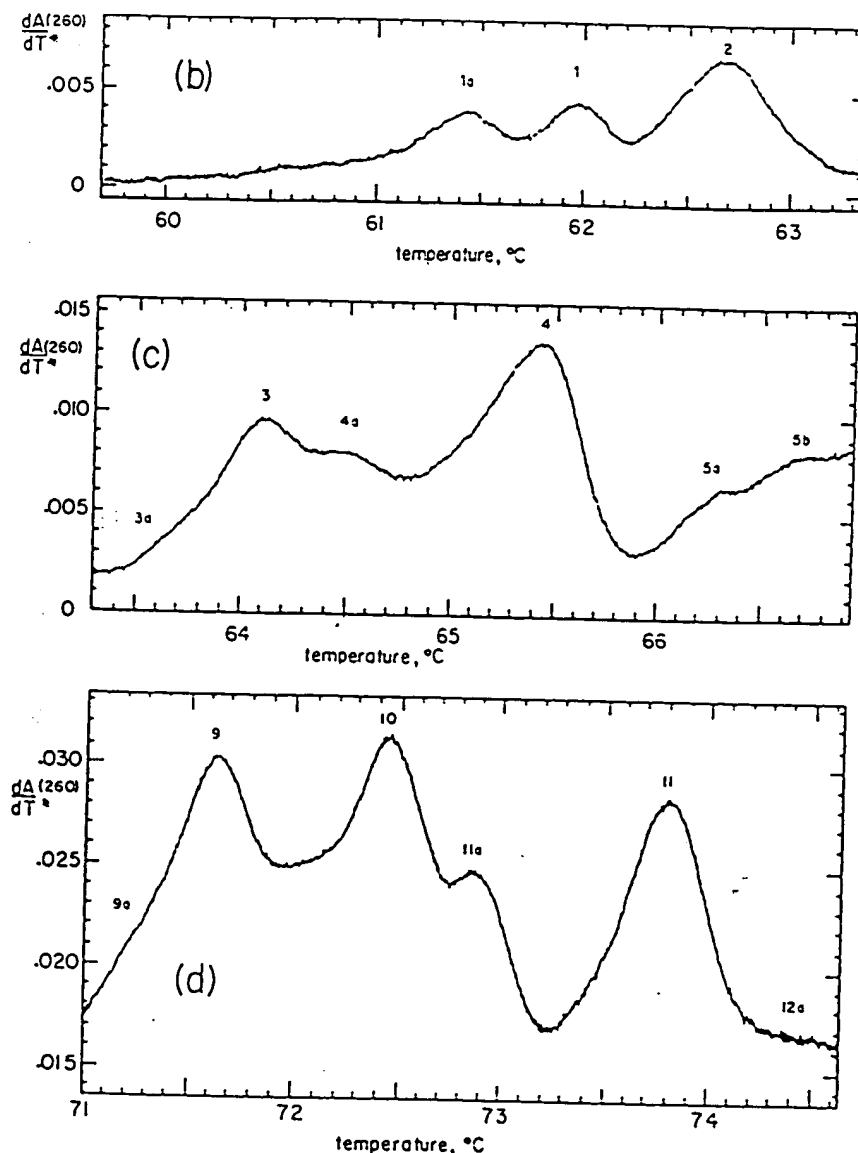 dA(260)
dT*
(b)
.005
0
1a
1
2
60
61
62
63
temperature, °C
dA(260)
dT*
(c)
.015
.010
.005
0
3a
3
4a
4
5a
5b
64
65
66
temperature, °C
dA(260)
dT*
(d)
.030
.025
.020
.015
9a
9
10
11a
11
12a
71
72
73
74
temperature, °C